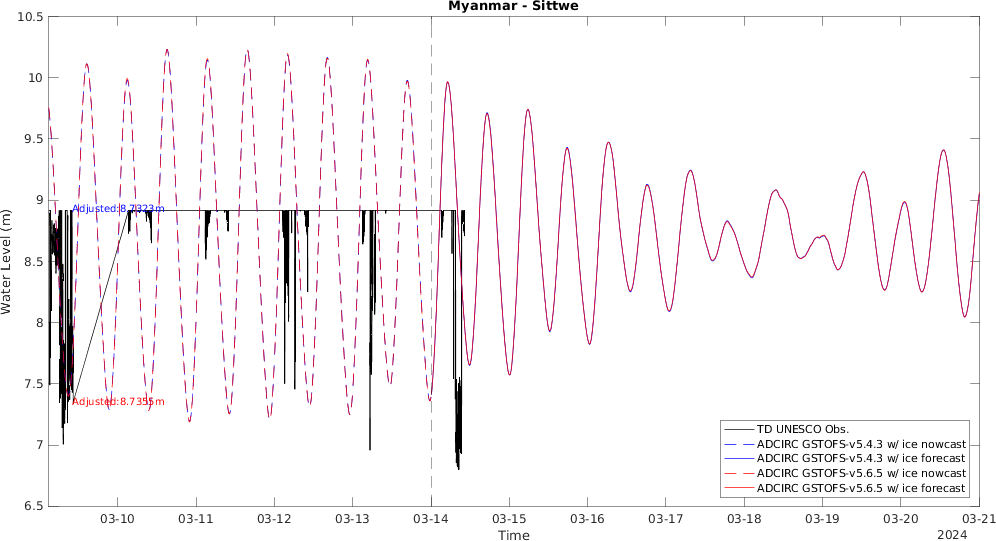 Myanmar - Sittwe
Water Level (m)
10.5
10
9.5
9
8.5
8
7.5
7
6.5
Adjusted:8.7323m
Adjusted:8.7355m
TD UNESCO Obs.
ADCIRC GSTOFS-v5.4.3 w/ ice nowcast
ADCIRC GSTOFS-v5.4.3 w/ ice forecast
ADCIRC GSTOFS-v5.6.5 w/ ice nowcast
ADCIRC GSTOFS-v5.6.5 w/ ice forecast
03-10 03-11 03-12 03-13 03-14 03-15 03-16 03-17 03-18 03-19 03-20 03-21
Time
2024